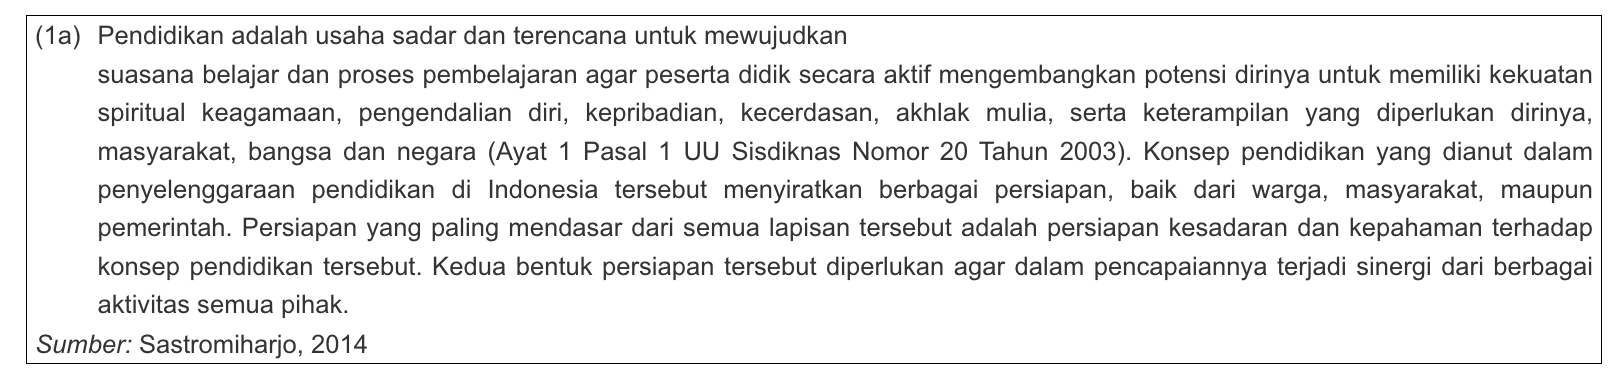 (1a) Pendidikan adalah usaha sadar dan terencana untuk mewujudkan
suasana belajar dan proses pembelajaran agar peserta didik secara aktif mengembangkan potensi dirinya untuk memiliki kekuatan
spiritual keagamaan, pengendalian diri, kepribadian, kecerdasan, akhlak mulia, serta keterampilan yang diperlukan dirinya,
masyarakat, bangsa dan negara (Ayat 1 Pasal 1 UU Sisdiknas Nomor 20 Tahun 2003). Konsep pendidikan yang dianut dalam
penyelenggaraan pendidikan di Indonesia tersebut menyiratkan berbagai persiapan, baik dari warga, masyarakat, maupun
pemerintah. Persiapan yang paling mendasar dari semua lapisan tersebut adalah persiapan kesadaran dan kepahaman terhadap
konsep pendidikan tersebut. Kedua bentuk persiapan tersebut diperlukan agar dalam pencapaiannya terjadi sinergi dari berbagai
aktivitas semua pihak.
Sumber: Sastromiharjo, 2014